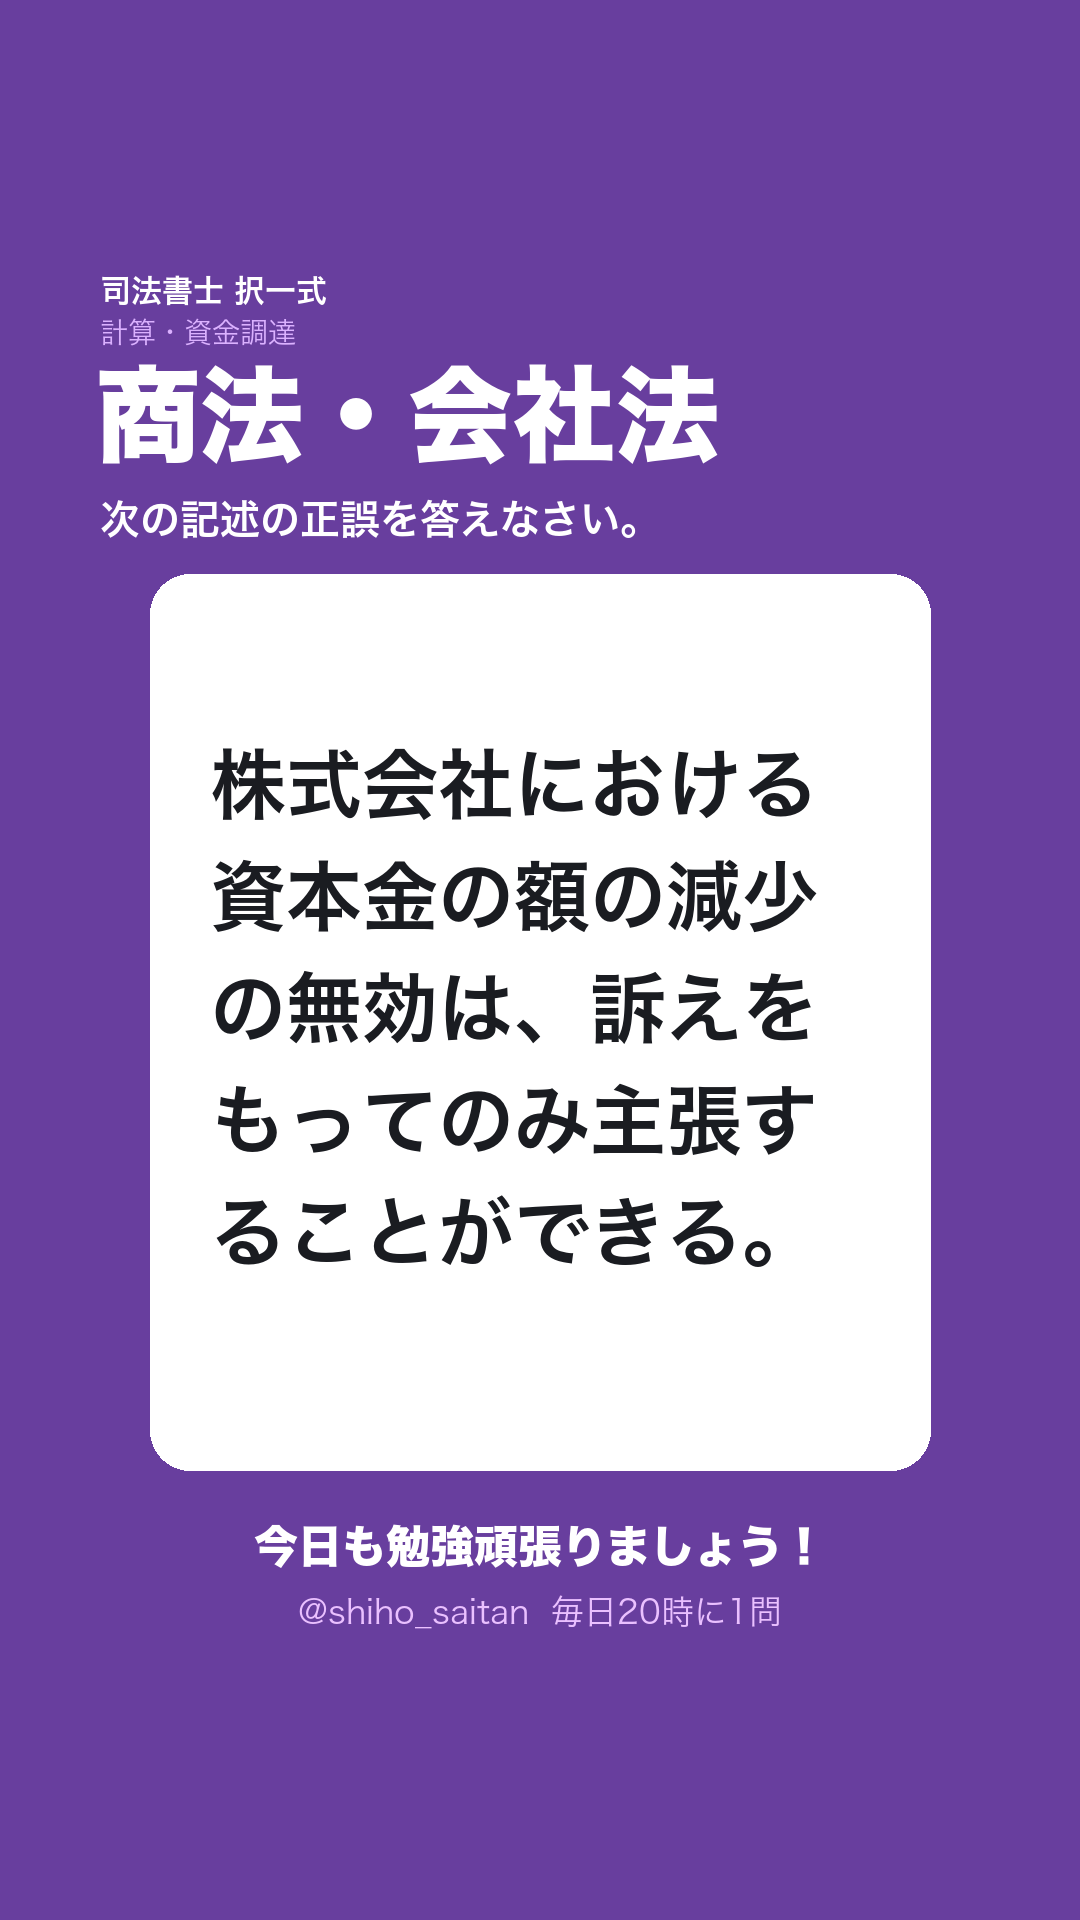 司法書士 択一式
計算・資金調達
商法・会社法
次の記述の正誤を答えなさい。
株式会社における
資本金の額の減少
の無効は、訴えを
もってのみ主張す
ることができる。
今日も勉強頑張りましょう！
@shiho_saitan 毎日20時に1問